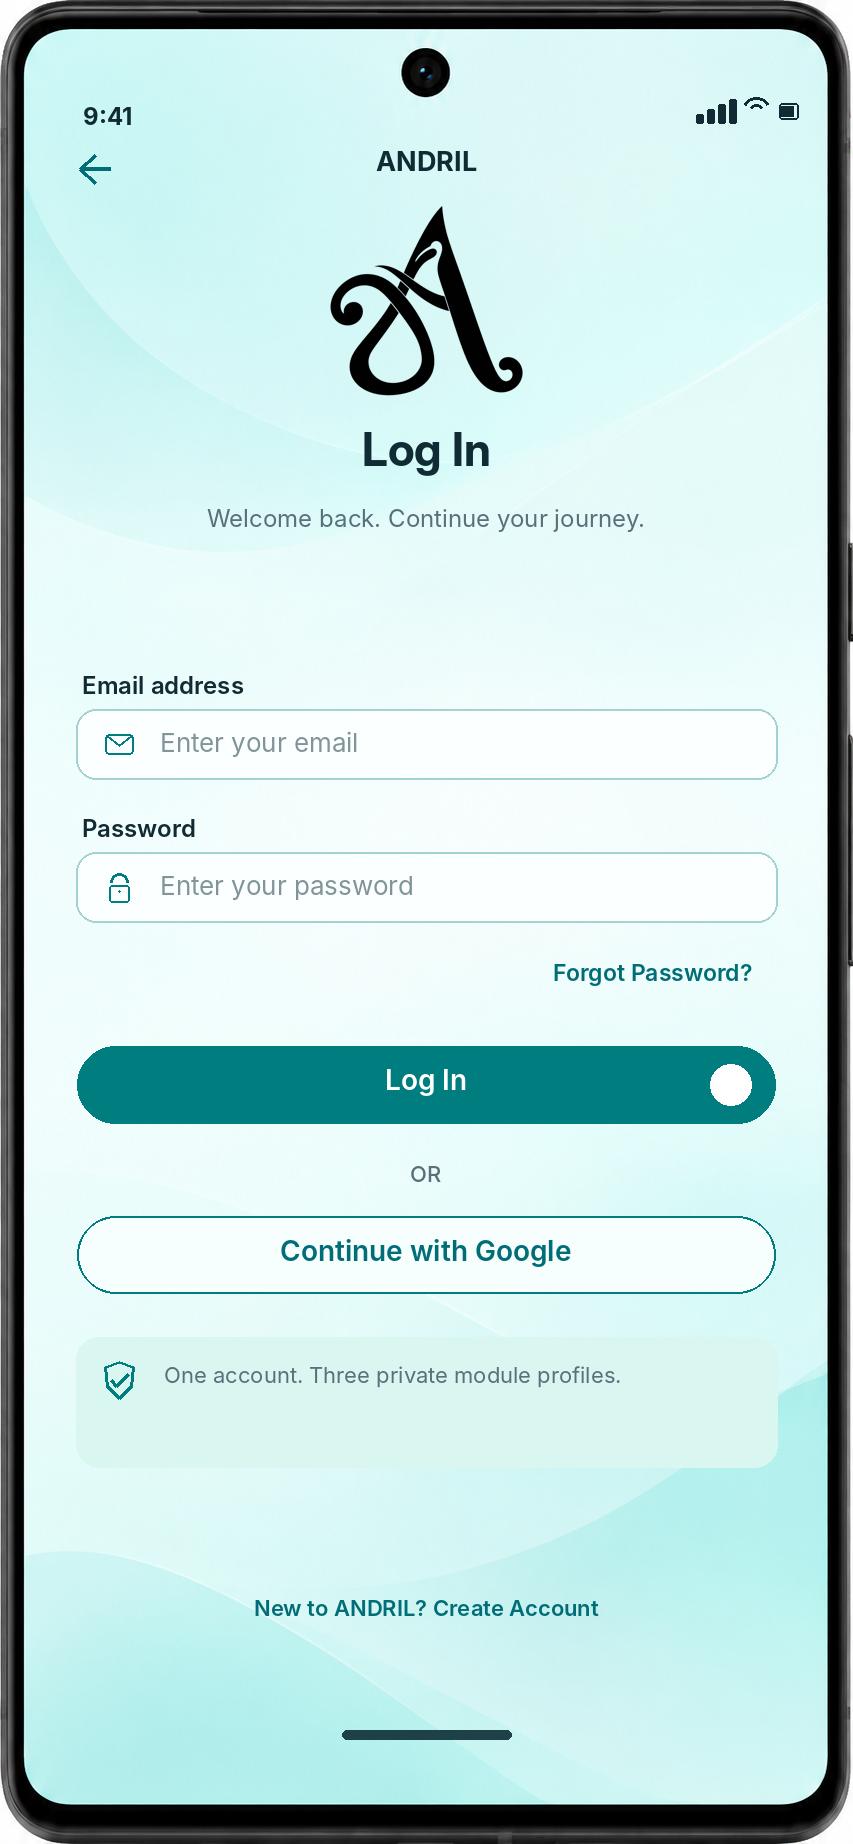 9:41
ANDRIL
Log In
Welcome back. Continue your journey.
Email address
Enter your email
Password
Enter your password
Forgot Password?
Log In
OR
Continue with Google
One account. Three private module profiles.
New to ANDRIL? Create Account